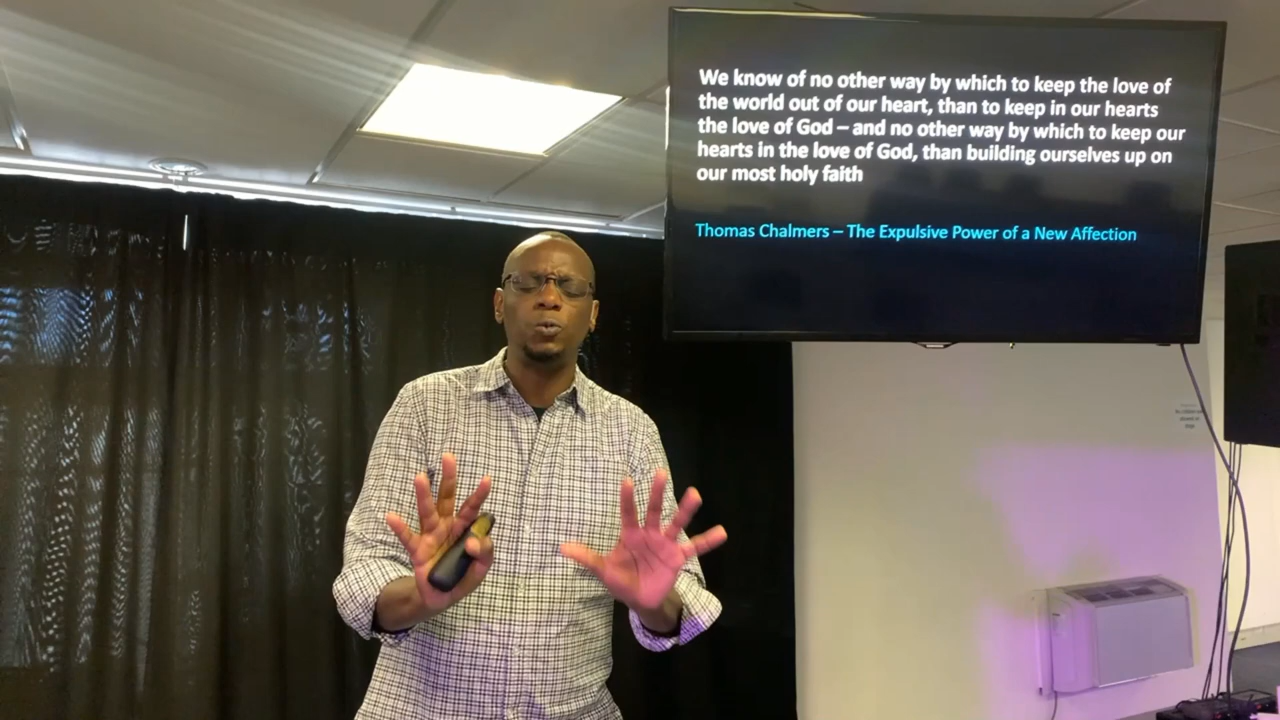 We know of no other way by which to keep the love of
the world out of our heart, than to keep in our hearts
the love of God – and no other way by which to keep our
hearts in the love of God, than building ourselves up on
our most holy faith
Thomas Chalmers – The Expulsive Power of a New Affection